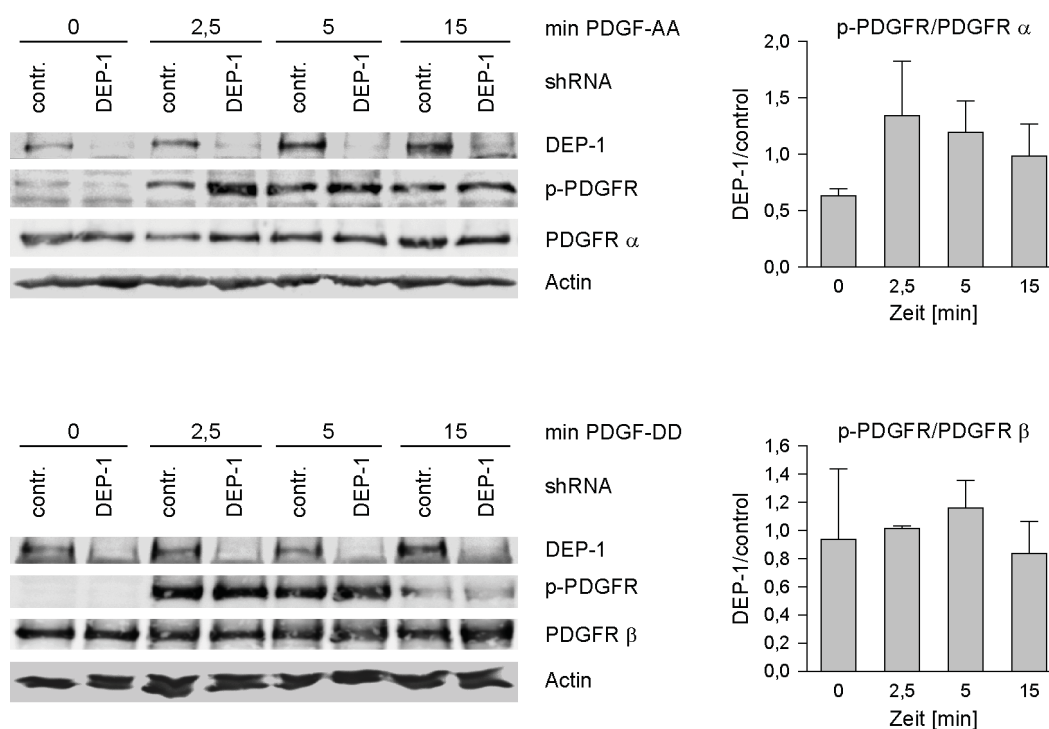 0 2,5 5 15 min PDGF-AA
contr. DEP-1 contr. DEP-1 contr. DEP-1 contr. DEP-1 shRNA
DEP-1
p-PDGFR
PDGFR α
Actin
p-PDGFR/PDGFR α
2,0
1,5
1,0
0,5
0,0
DEP-1/control
0 2,5 5 15
Zeit [min]
0 2,5 5 15 min PDGF-DD
contr. DEP-1 contr. DEP-1 contr. DEP-1 contr. DEP-1 shRNA
DEP-1
p-PDGFR
PDGFR β
Actin
p-PDGFR/PDGFR β
1,6
1,4
1,2
1,0
0,8
0,6
0,4
0,2
0,0
DEP-1/control
0 2,5 5 15
Zeit [min]